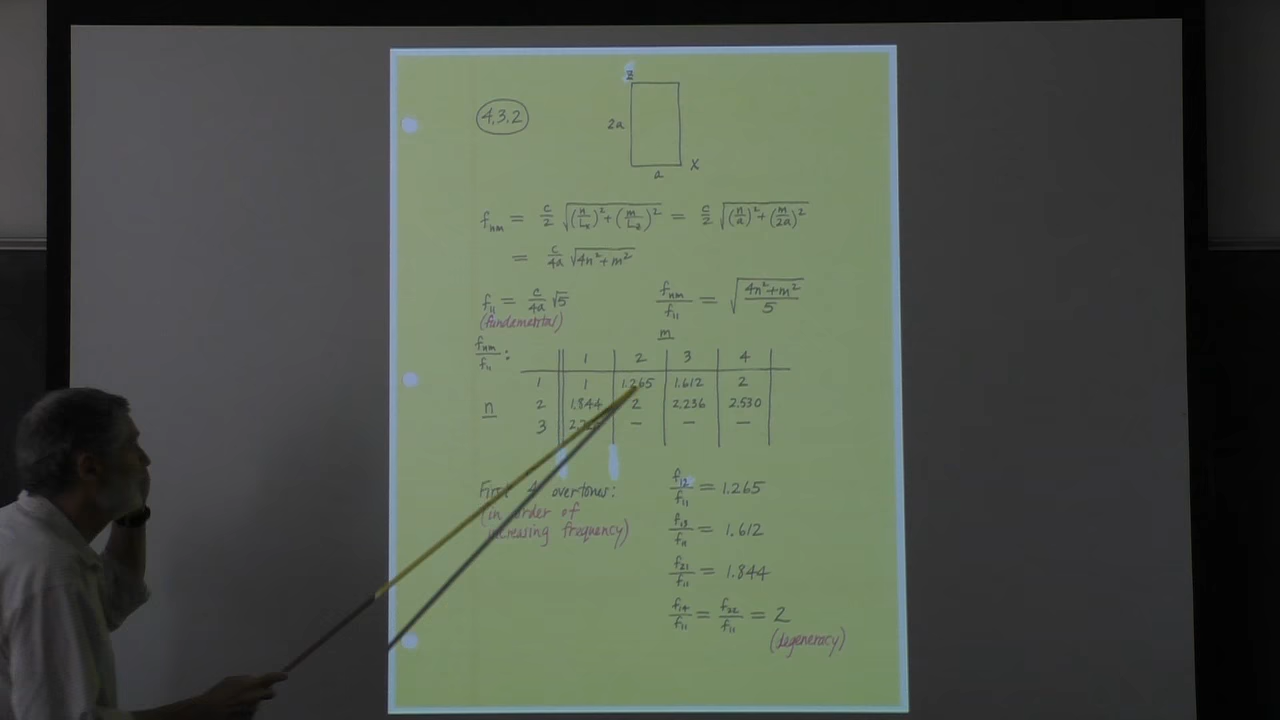 z
4.3.2
2a
x
a
f_nm = c/2 √((n/L_x)² + (m/L_z)²) = c/2 √((n/a)² + (m/2a)²)
= c/4a √(4n² + m²)
f_11 = c/4a √5
f_nm/f_11 = √((4n² + m²)/5)
(fundamental)
m
f_nm/f_11 : 1 2 3 4
1 1 1.265 1.612 2
n 2 1.844 2 2.236 2.530
3 — — —
First 4 overtones:
(in order of
increasing frequency)
f_12/f_11 = 1.265
f_13/f_11 = 1.612
f_21/f_11 = 1.844
f_14/f_11 = f_22/f_11 = 2
(degeneracy)